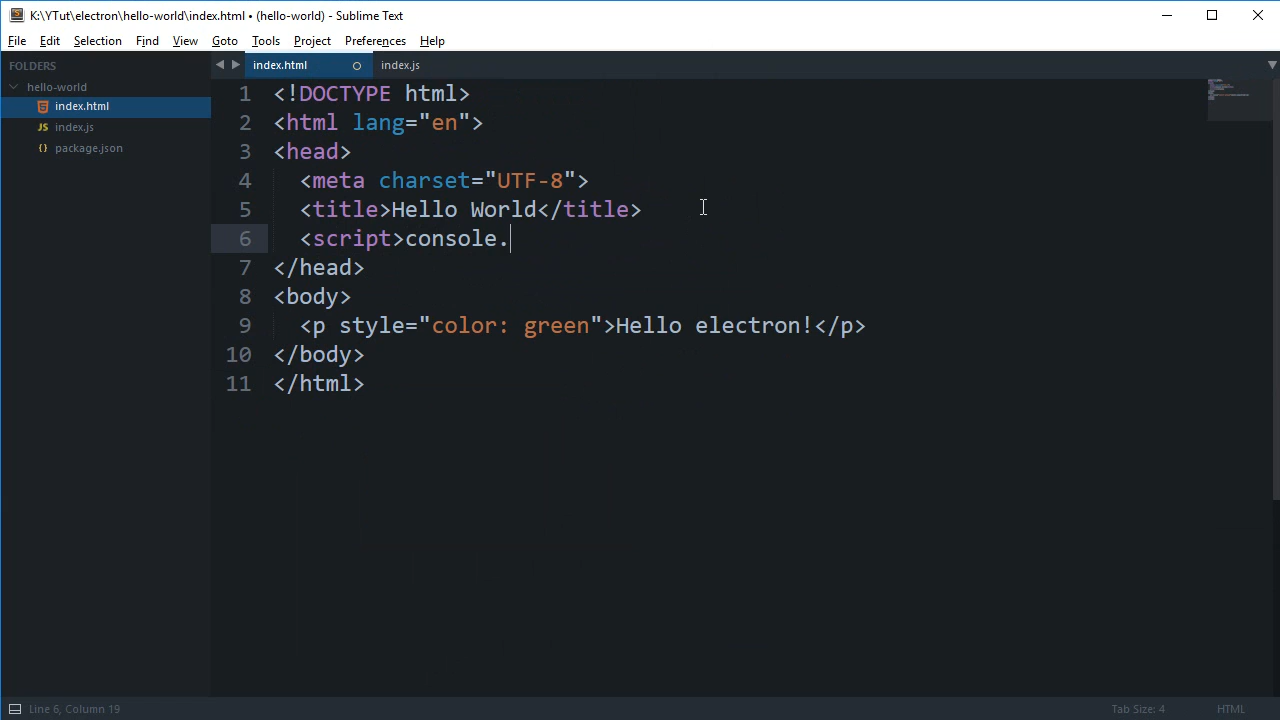 K:\YTut\electron\hello-world\index.html • (hello-world) - Sublime Text
File Edit Selection Find View Goto Tools Project Preferences Help
FOLDERS
hello-world
index.html
index.js
package.json
index.html index.js
1 <!DOCTYPE html>
2 <html lang="en">
3 <head>
4 <meta charset="UTF-8">
5 <title>Hello World</title>
6 <script>console.
7 </head>
8 <body>
9 <p style="color: green">Hello electron!</p>
10 </body>
11 </html>
Line 6, Column 19 Tab Size: 4 HTML